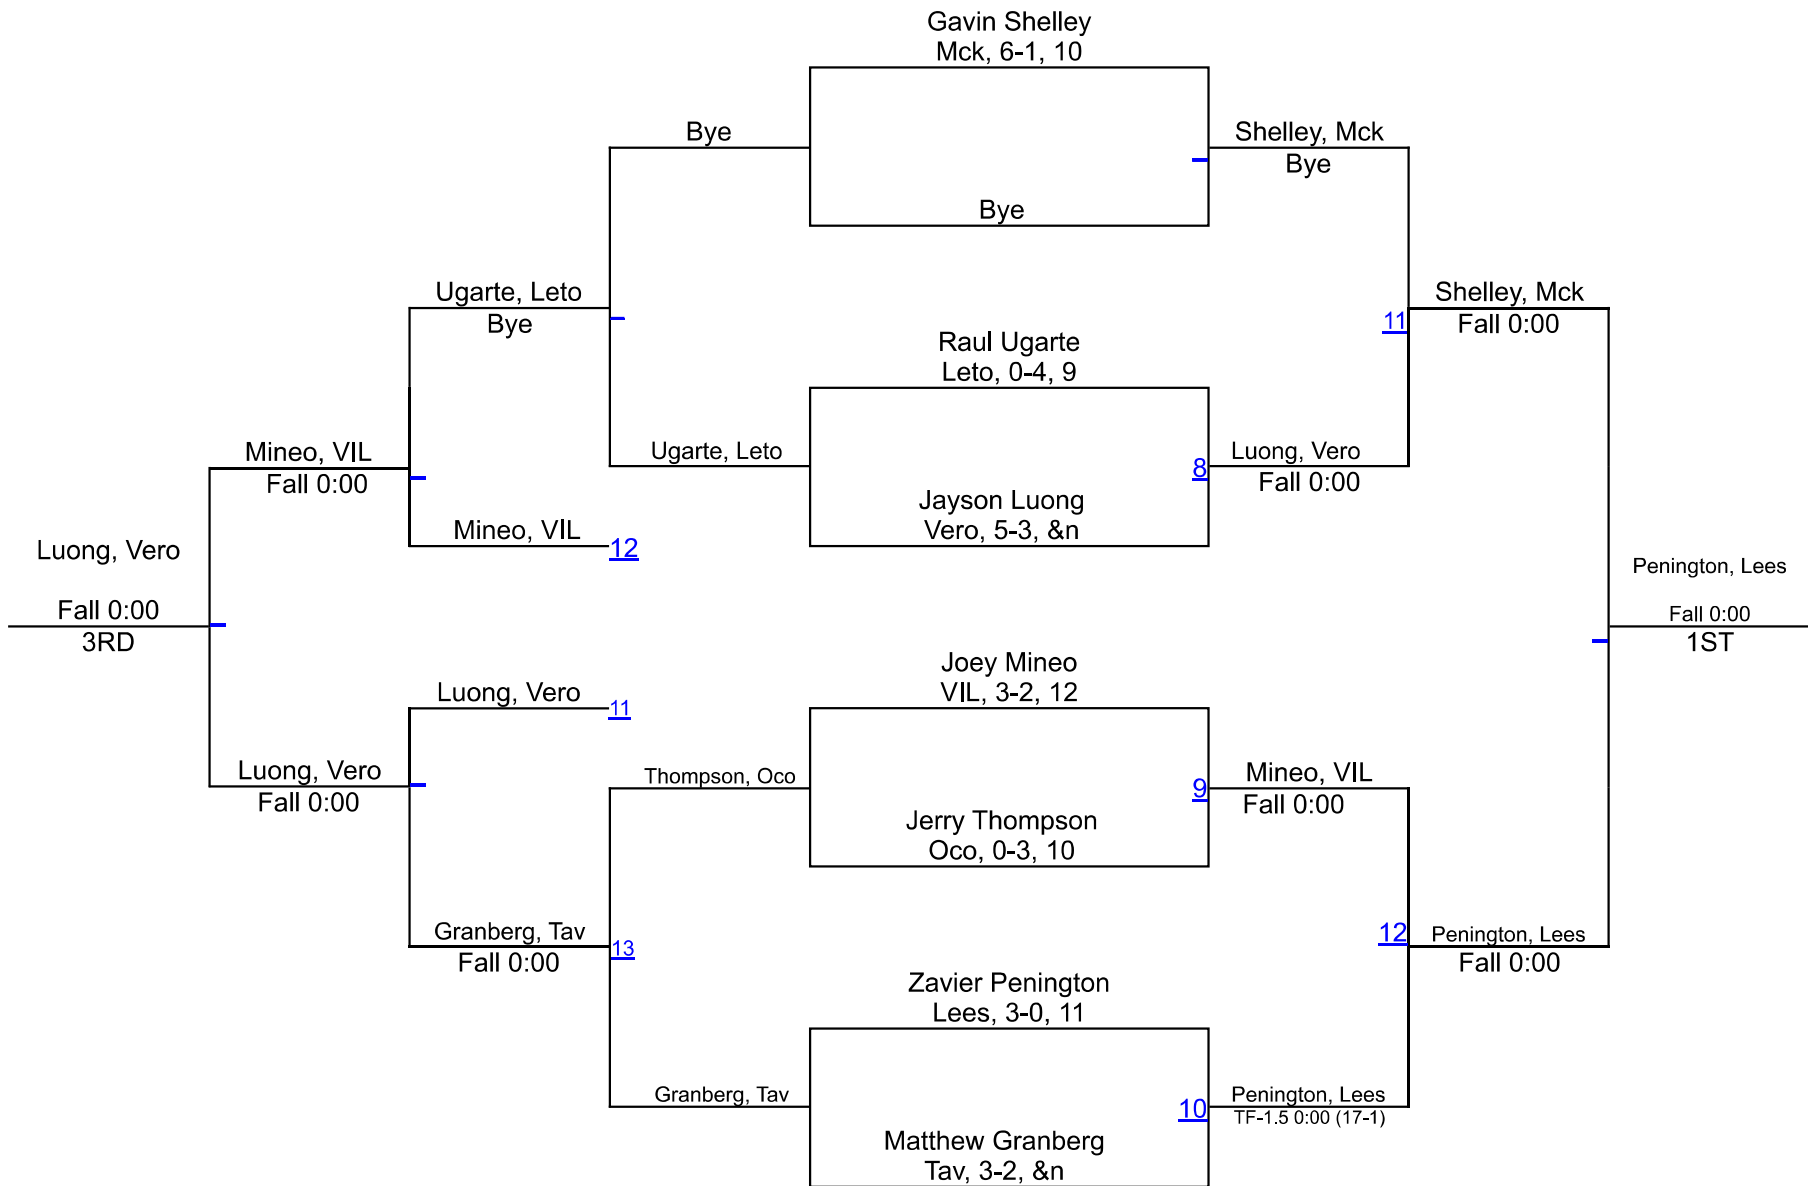 Gavin Shelley
Mck, 6-1, 10
Bye
Shelley, Mck
Bye
Bye
Ugarte, Leto
Bye
Shelley, Mck
11
Fall 0:00
Raul Ugarte
Leto, 0-4, 9
Mineo, VIL
Fall 0:00
Ugarte, Leto
8
Luong, Vero
Fall 0:00
Jayson Luong
Vero, 5-3, &n
Mineo, VIL
12
Luong, Vero
Fall 0:00
3RD
Penington, Lees
Fall 0:00
1ST
Joey Mineo
VIL, 3-2, 12
Luong, Vero
11
Luong, Vero
Fall 0:00
Thompson, Oco
9
Mineo, VIL
Fall 0:00
Jerry Thompson
Oco, 0-3, 10
Granberg, Tav
13
Fall 0:00
12
Penington, Lees
Fall 0:00
Zavier Penington
Lees, 3-0, 11
Granberg, Tav
10
Penington, Lees
TF-1.5 0:00 (17-1)
Matthew Granberg
Tav, 3-2, &n